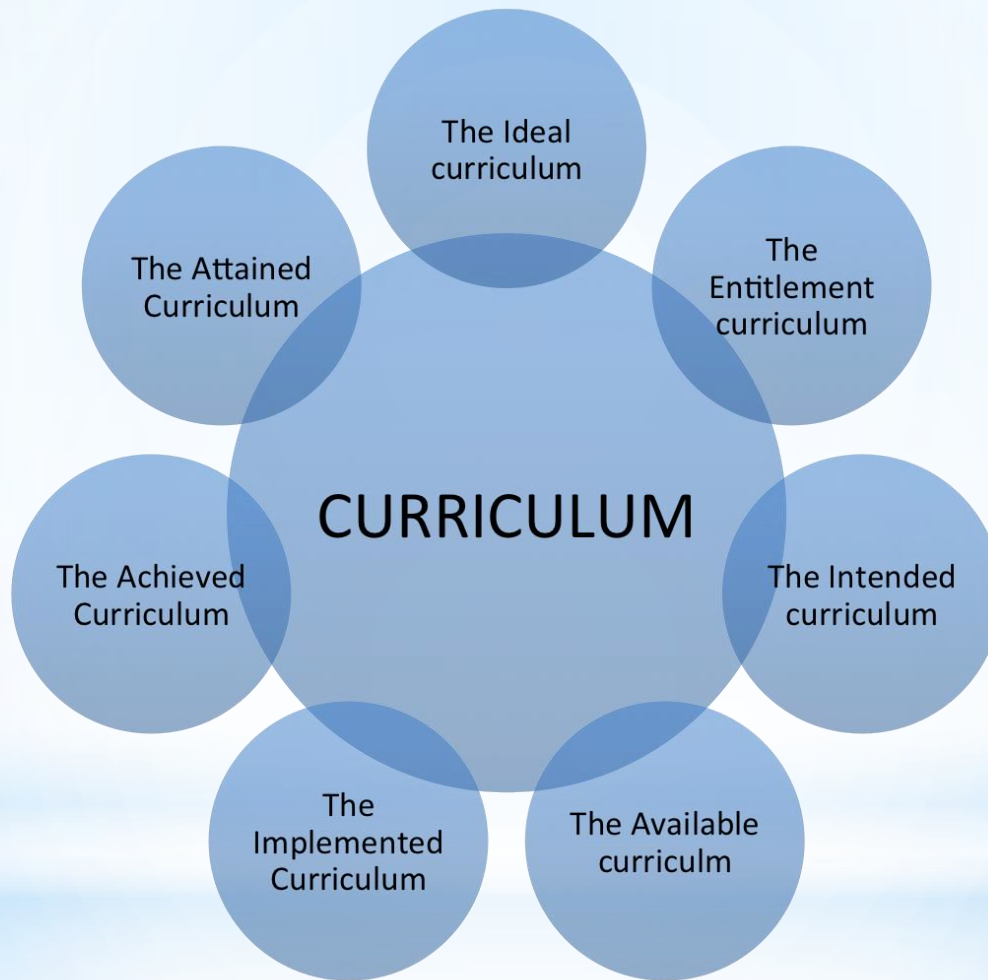 The Ideal
curriculum
The
Entitlement
curriculum
The Intended
curriculum
The Available
curriculm
The
Implemented
Curriculum
The Achieved
Curriculum
The Attained
Curriculum
CURRICULUM